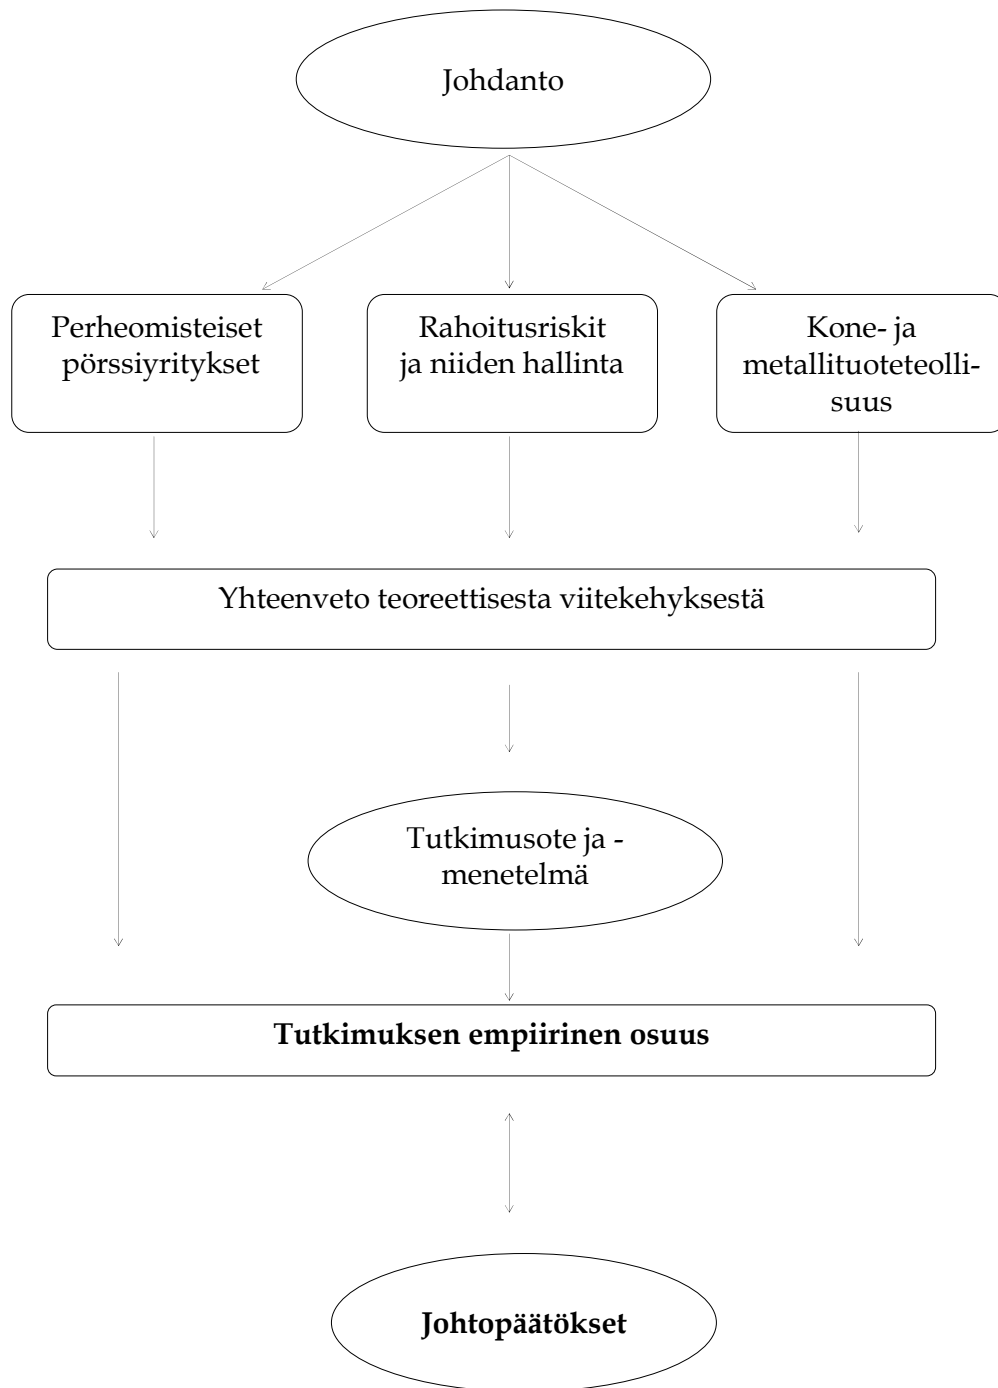 Johdanto
Perheomisteiset
pörssiyritykset
Rahoitusriskit
ja niiden hallinta
Kone- ja
metallituoteteolli-
suus
Yhteenveto teoreettisesta viitekehyksestä
Tutkimusote ja -
menetelmä
Tutkimuksen empiirinen osuus
Johtopäätökset